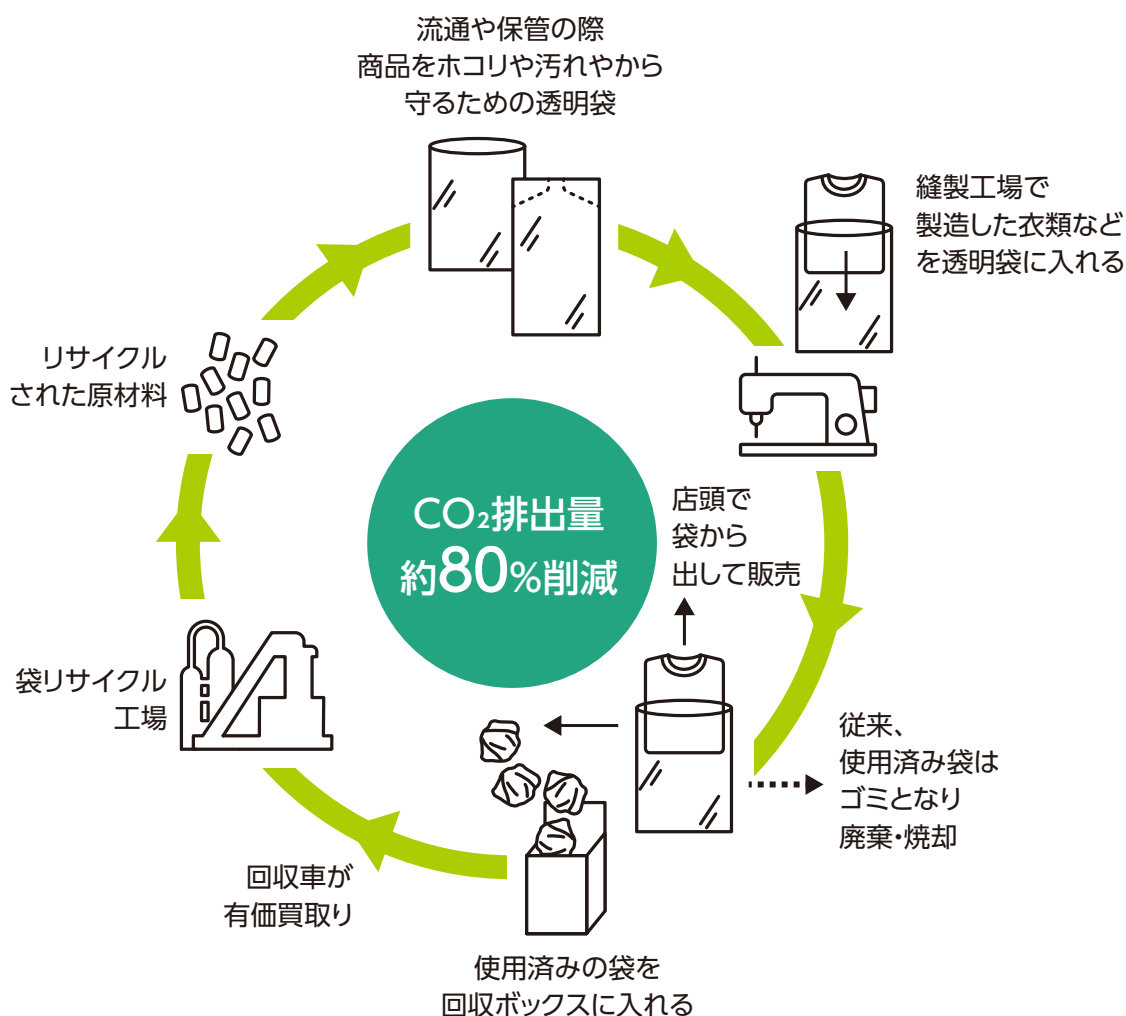 流通や保管の際
商品をホコリや汚れやから
守るための透明袋
縫製工場で
製造した衣類など
を透明袋に入れる
店頭で
袋から
出して販売
従来、
使用済み袋は
ゴミとなり
廃棄・焼却
使用済みの袋を
回収ボックスに入れる
回収車が
有価買取り
袋リサイクル
工場
リサイクル
された原材料
CO₂排出量
約80%削減